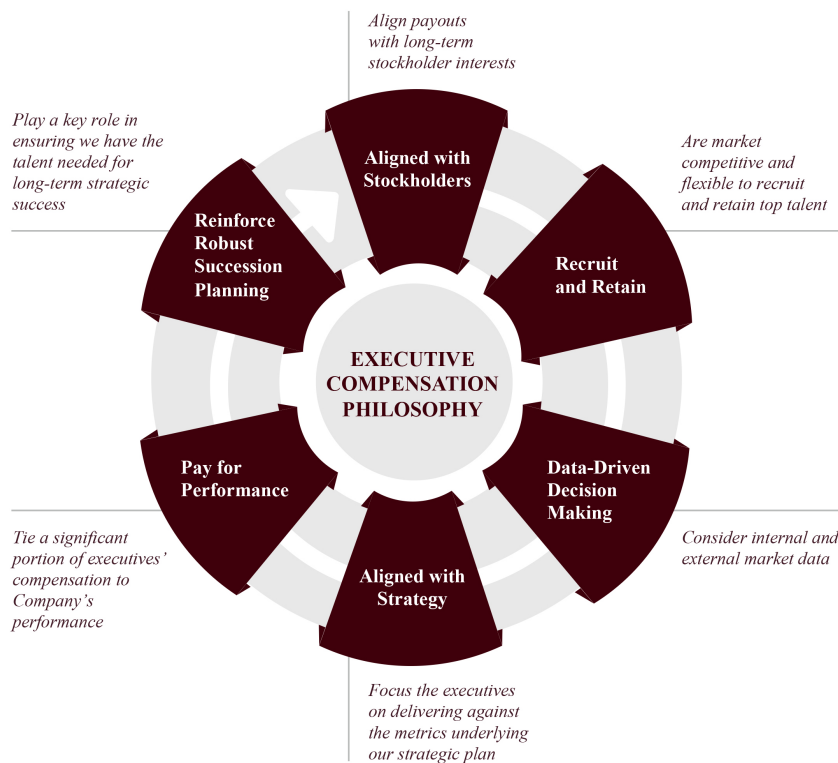 Align payouts
with long-term
stockholder interests
Play a key role in
ensuring we have the
talent needed for
long-term strategic
success
Are market
competitive and
flexible to recruit
and retain top talent
Aligned with
Stockholders
Reinforce
Robust
Succession
Planning
Recruit
and Retain
EXECUTIVE
COMPENSATION
PHILOSOPHY
Pay for
Performance
Data-Driven
Decision
Making
Aligned with
Strategy
Tie a significant
portion of executives’
compensation to
Company’s
performance
Consider internal and
external market data
Focus the executives
on delivering against
the metrics underlying
our strategic plan